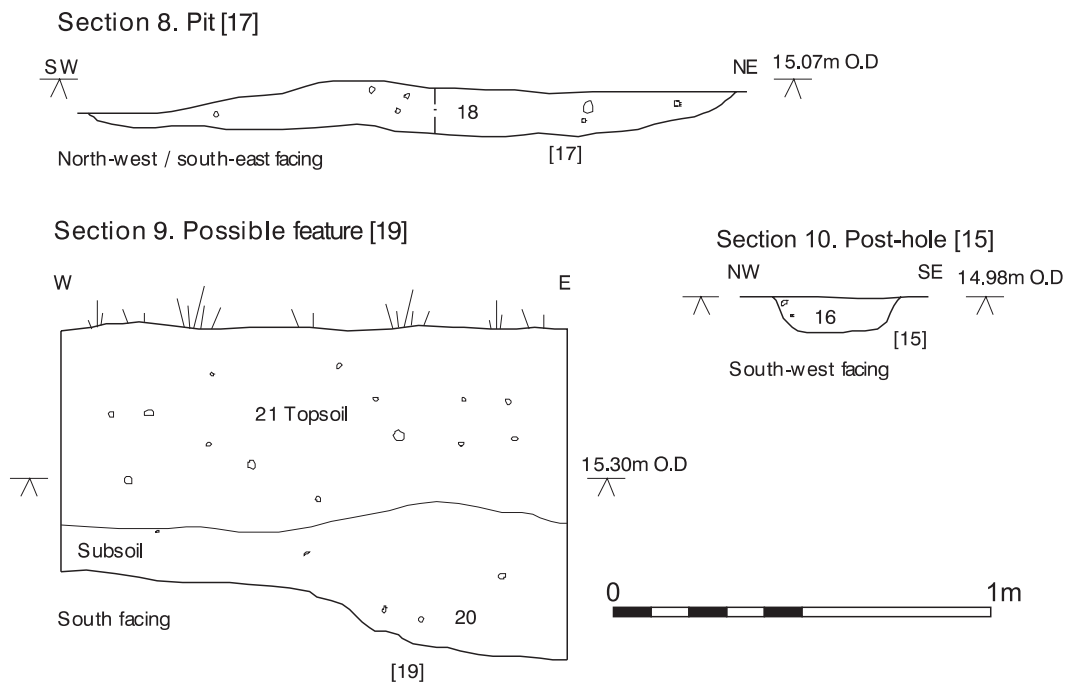 Section 8. Pit [17]
SW
NE
15.07m O.D
18
[17]
North-west / south-east facing
Section 9. Possible feature [19]
W
E
21 Topsoil
15.30m O.D
Subsoil
20
South facing
[19]
Section 10. Post-hole [15]
NW
SE
14.98m O.D
16
[15]
South-west facing
0
1m